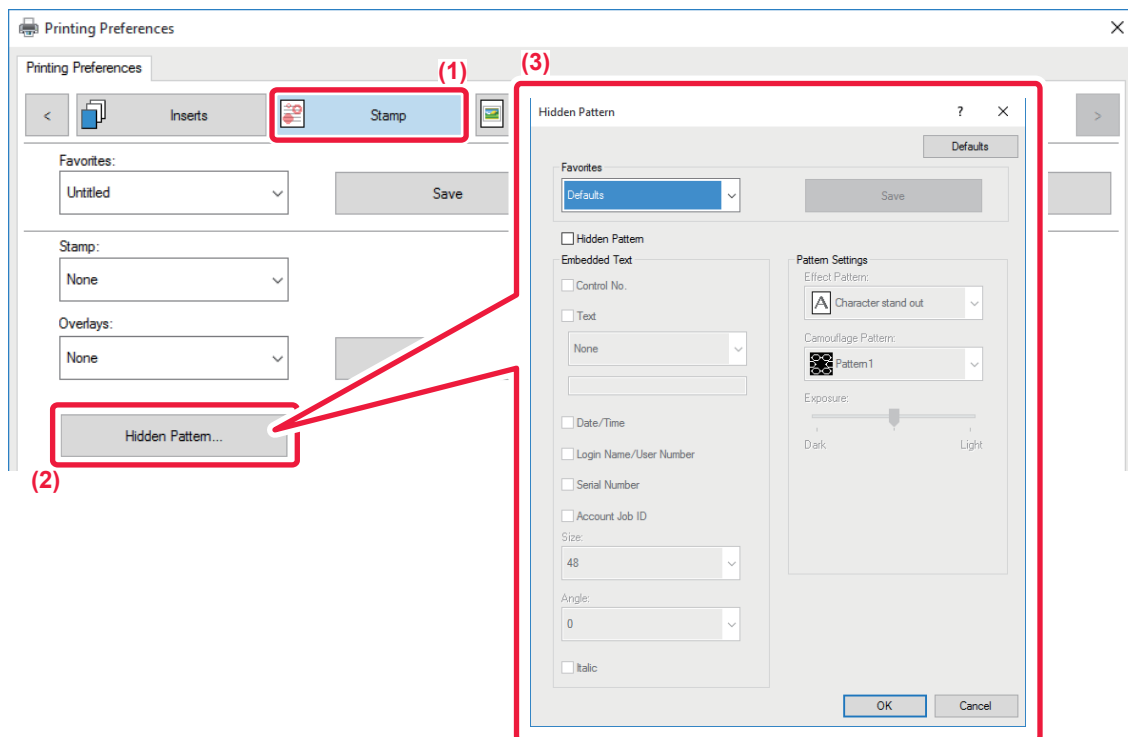 Printing Preferences
Printing Preferences
(1)
(3)
<
Inserts
Stamp
>
Favorites:
Untitled
Save
Stamp:
None
Overlays:
None
Hidden Pattern...
(2)
Hidden Pattern
?
Defaults
Favorites
Defaults
Save
Hidden Pattern
Embedded Text
Control No.
Text
None
Date/Time
Login Name/User Number
Serial Number
Account Job ID
Size:
48
Angle:
0
Italic
Pattern Settings
Effect Pattern:
A Character stand out
Camouflage Pattern:
Pattern1
Exposure:
Dark Light
OK Cancel